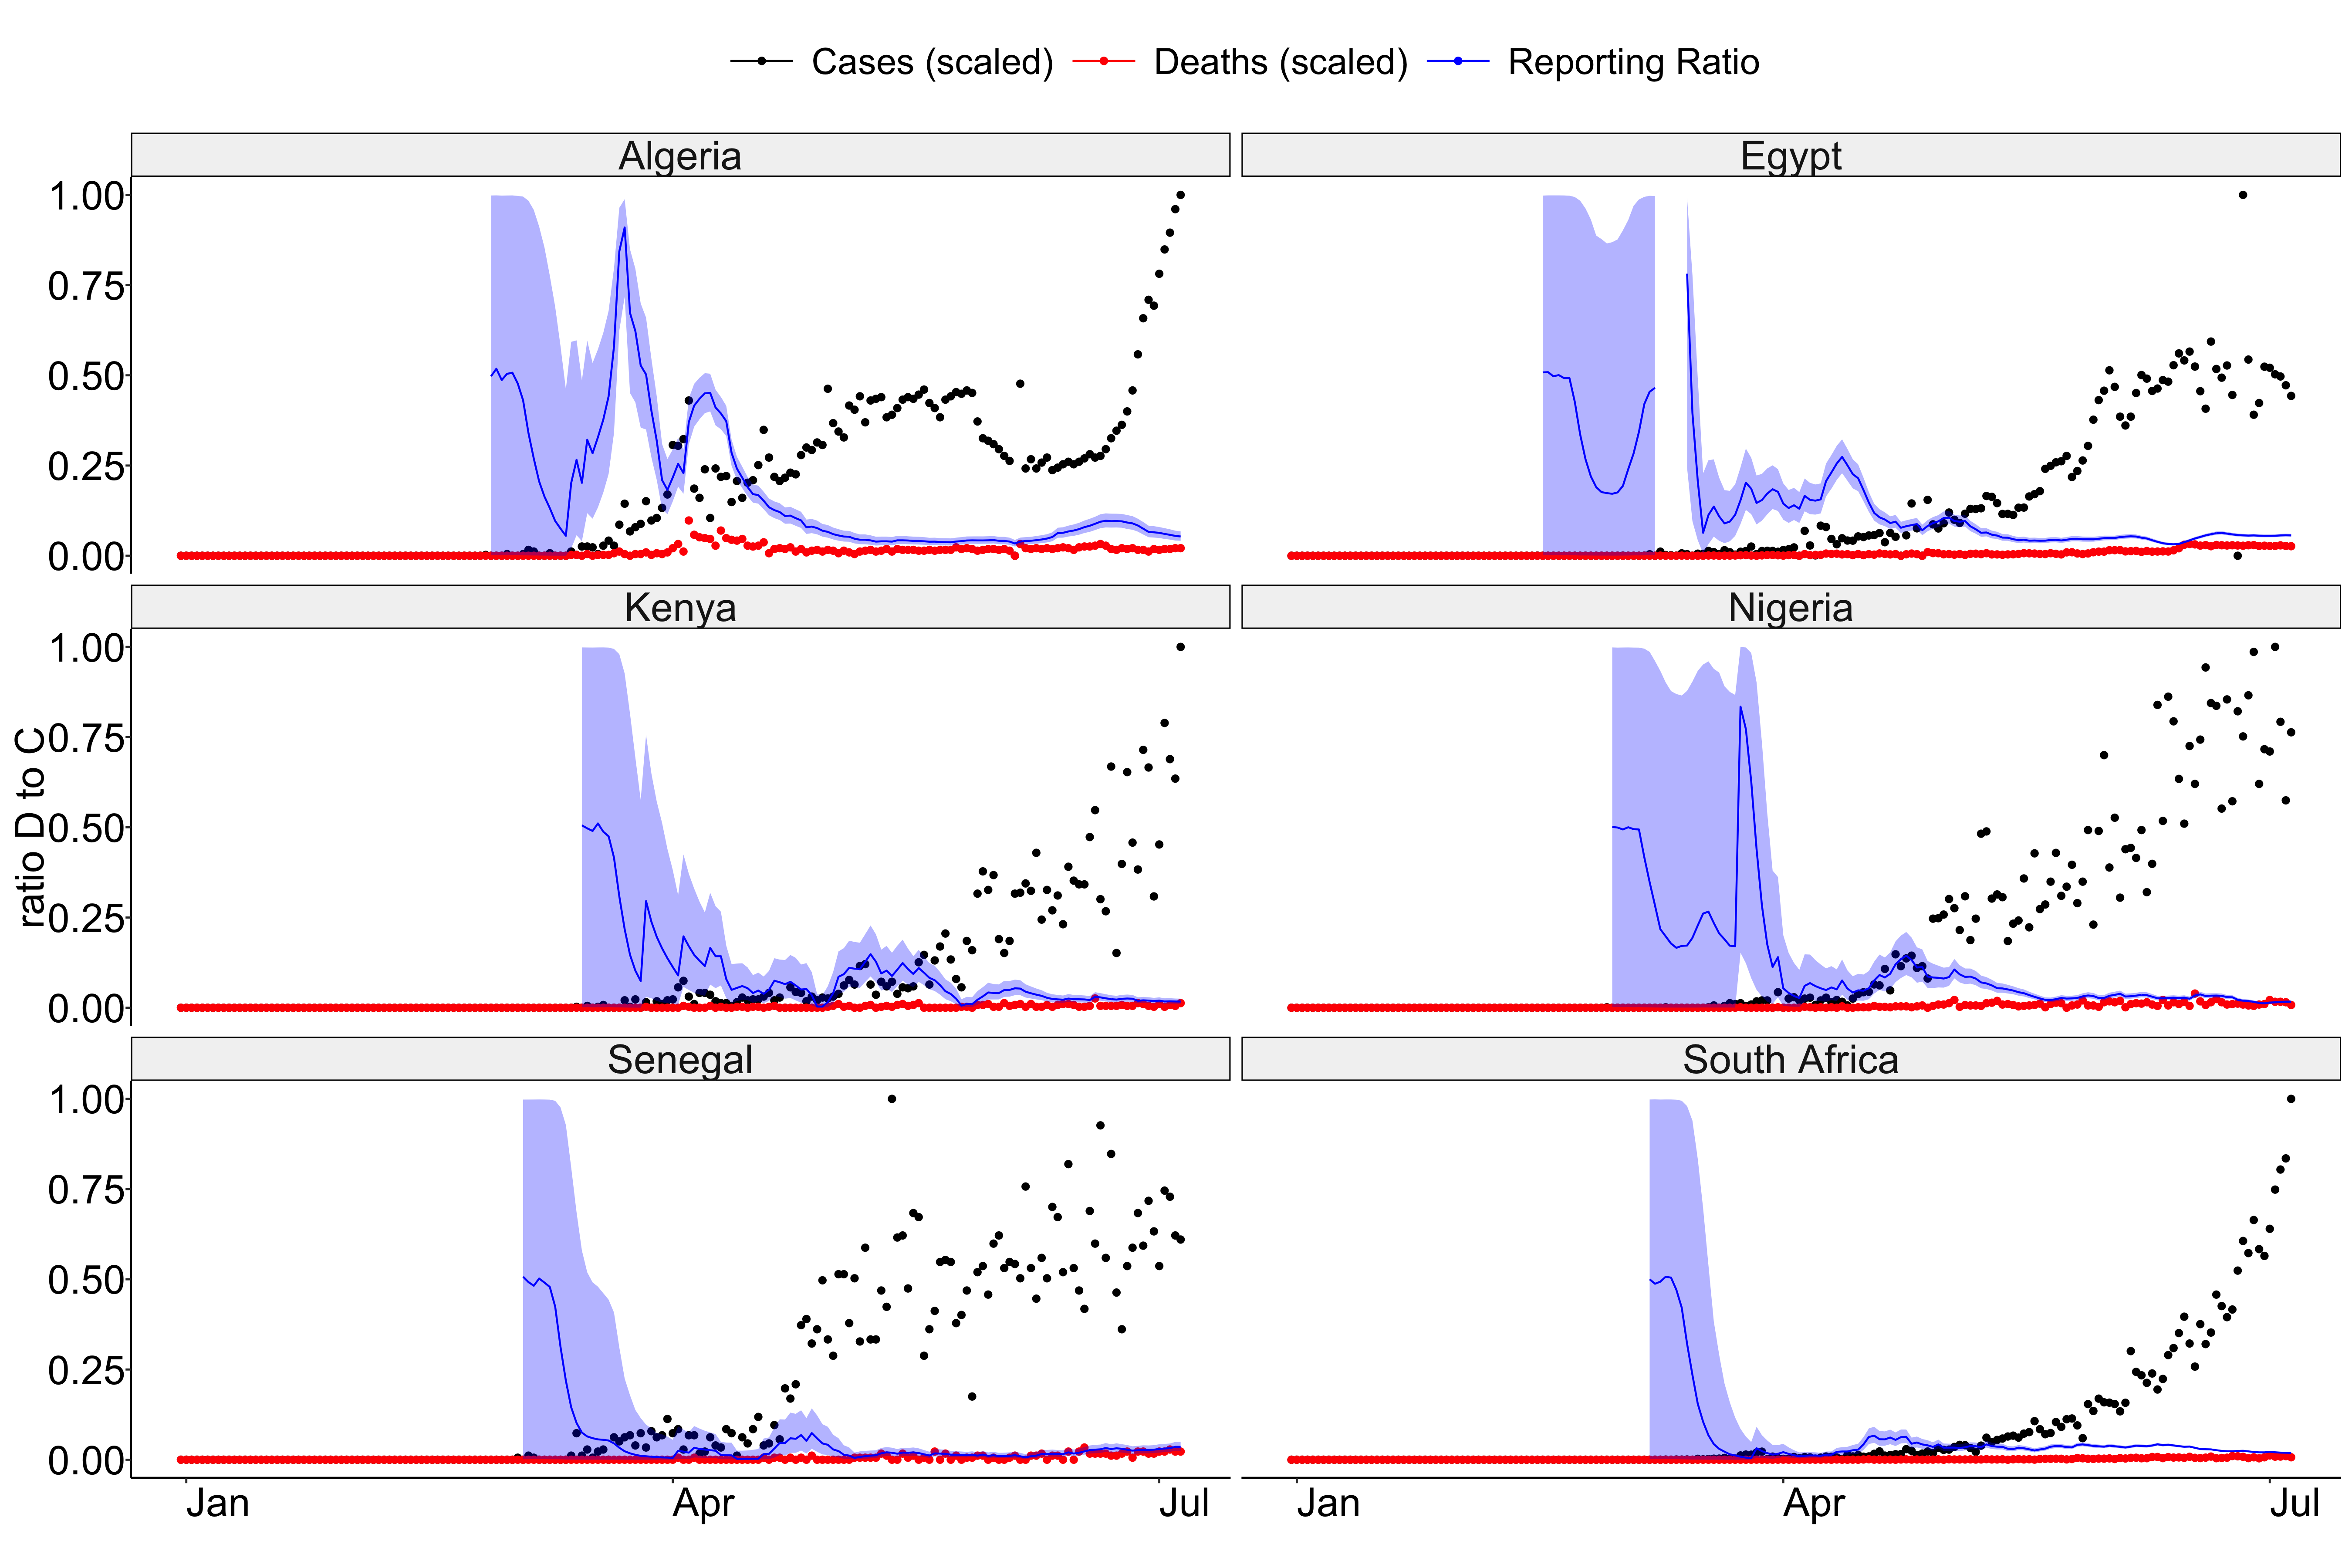 Cases (scaled) Deaths (scaled) Reporting Ratio
Algeria Egypt
1.00
0.75
0.50
0.25
0.00
Kenya Nigeria
1.00
0.75
0.50
0.25
0.00
ratio D to C
Senegal South Africa
1.00
0.75
0.50
0.25
0.00
Jan Apr Jul Jan Apr Jul